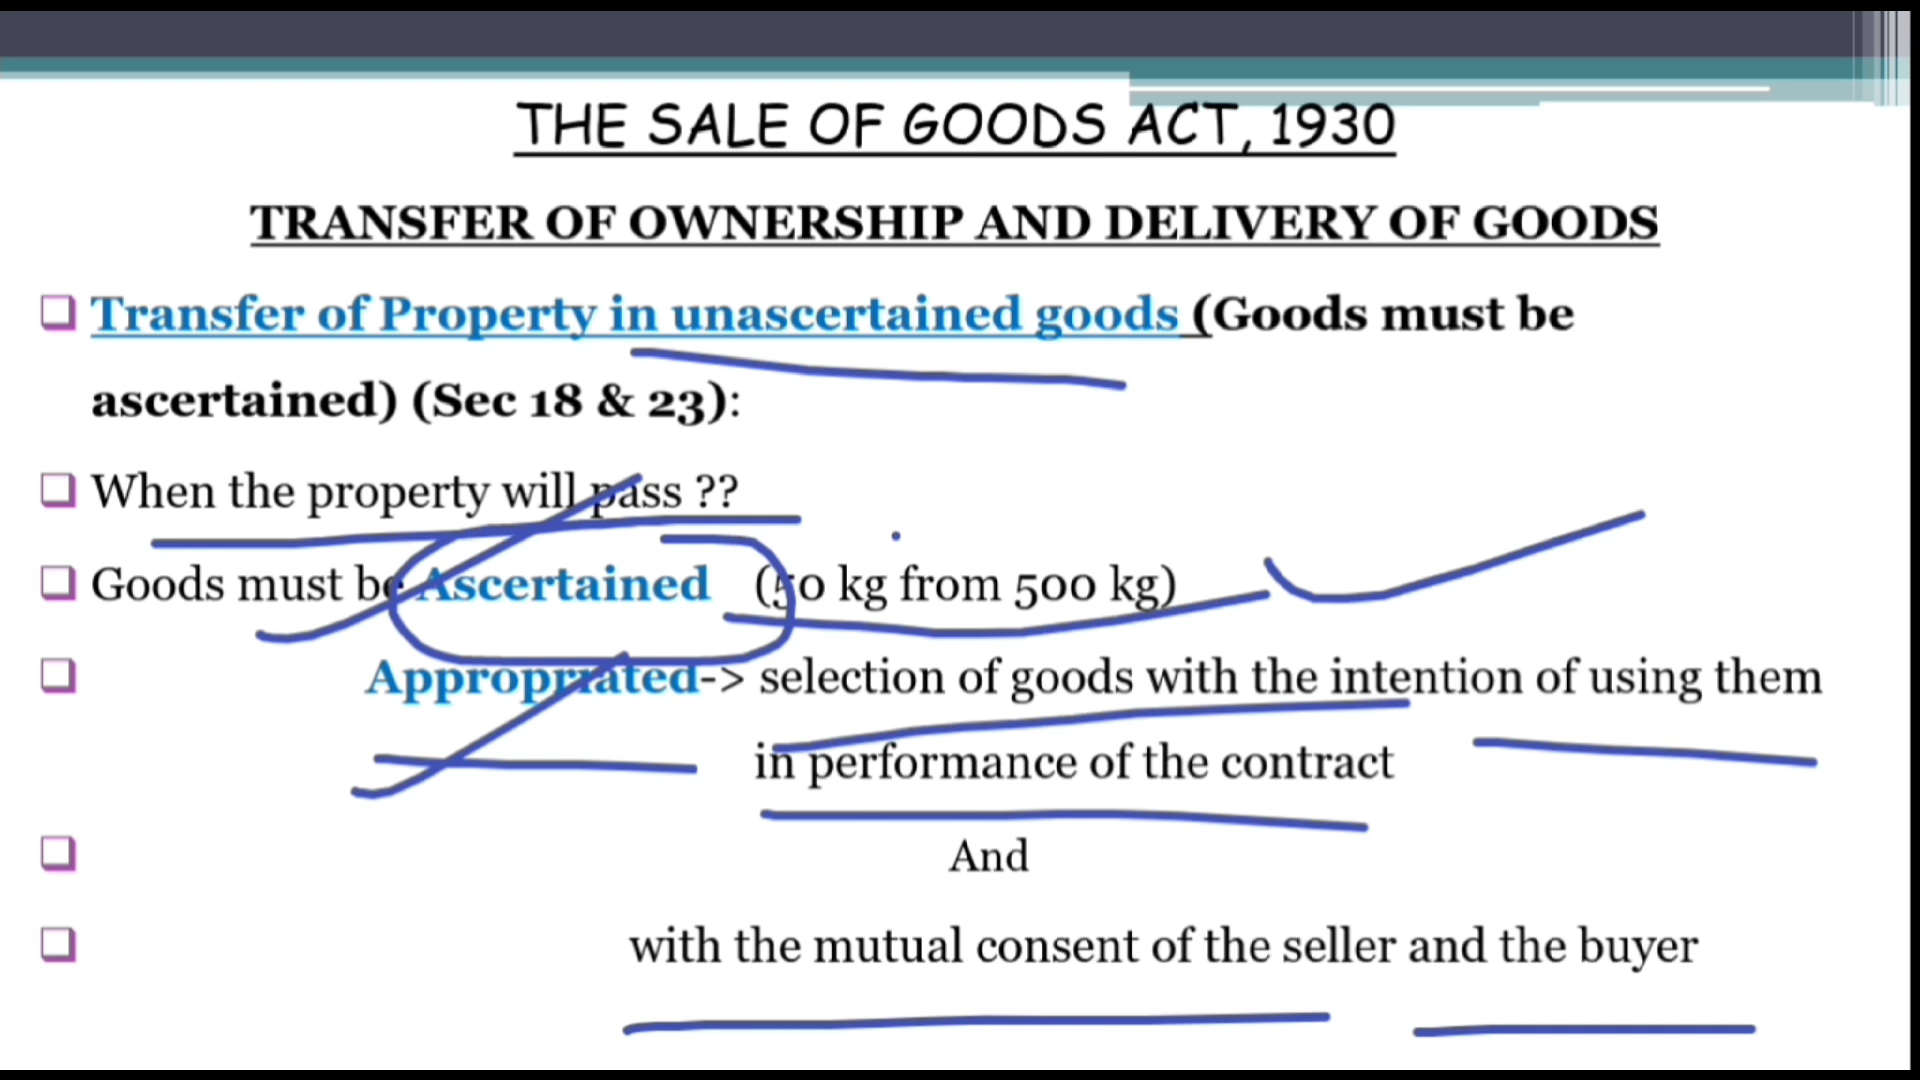 THE SALE OF GOODS ACT, 1930
TRANSFER OF OWNERSHIP AND DELIVERY OF GOODS
Transfer of Property in unascertained goods (Goods must be
ascertained) (Sec 18 & 23):
When the property will pass ??
Goods must be Ascertained (50 kg from 500 kg)
Appropriated-> selection of goods with the intention of using them
in performance of the contract
And
with the mutual consent of the seller and the buyer